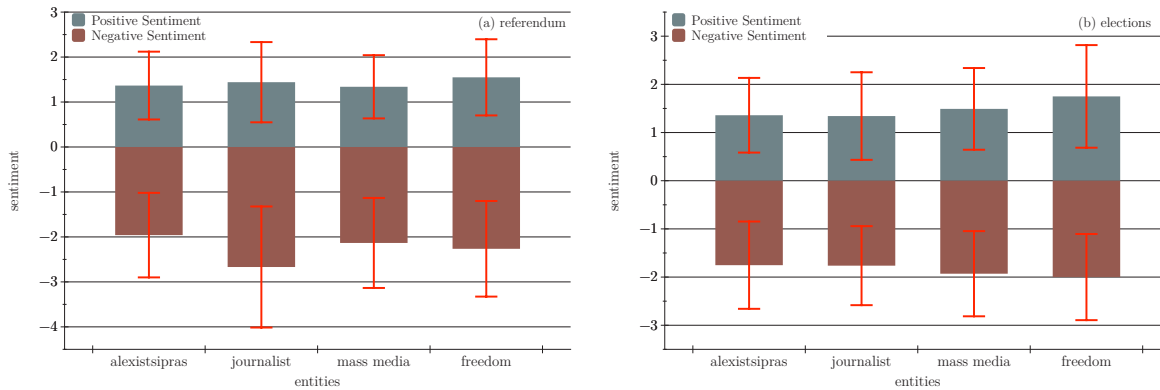 Positive Sentiment
Negative Sentiment
(a) referendum
3
2
1
0
−1
−2
−3
−4
sentiment
alexistsipras journalist mass media freedom
entities
Positive Sentiment
Negative Sentiment
(b) elections
3
2
1
0
−1
−2
−3
sentiment
alexistsipras journalist mass media freedom
entities